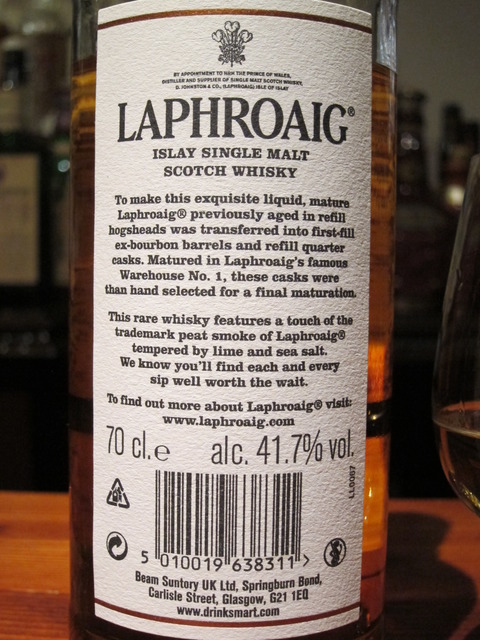 BY APPOINTMENT TO HRH THE PRINCE OF WALES,
DISTILLER AND SUPPLIER OF SINGLE MALT SCOTCH WHISKY,
D. JOHNSTON & CO., (LAPHROAIG) ISLE OF ISLAY
LAPHROAIG®
ISLAY SINGLE MALT
SCOTCH WHISKY
To make this exquisite liquid, mature
Laphroaig® previously aged in refill
hogsheads was transferred into first-fill
ex-bourbon barrels and refill quarter
casks. Matured in Laphroaig's famous
Warehouse No. 1, these casks were
than hand selected for a final maturation.
This rare whisky features a touch of the
trademark peat smoke of Laphroaig®
tempered by lime and sea salt.
We know you'll find each and every
sip well worth the wait.
To find out more about Laphroaig® visit:
www.laphroaig.com
70 cl.e alc. 41.7% vol.
LL0067
5 010019 638311 >
Beam Suntory UK Ltd, Springburn Bond,
Carlisle Street, Glasgow, G21 1EQ
www.drinksmart.com